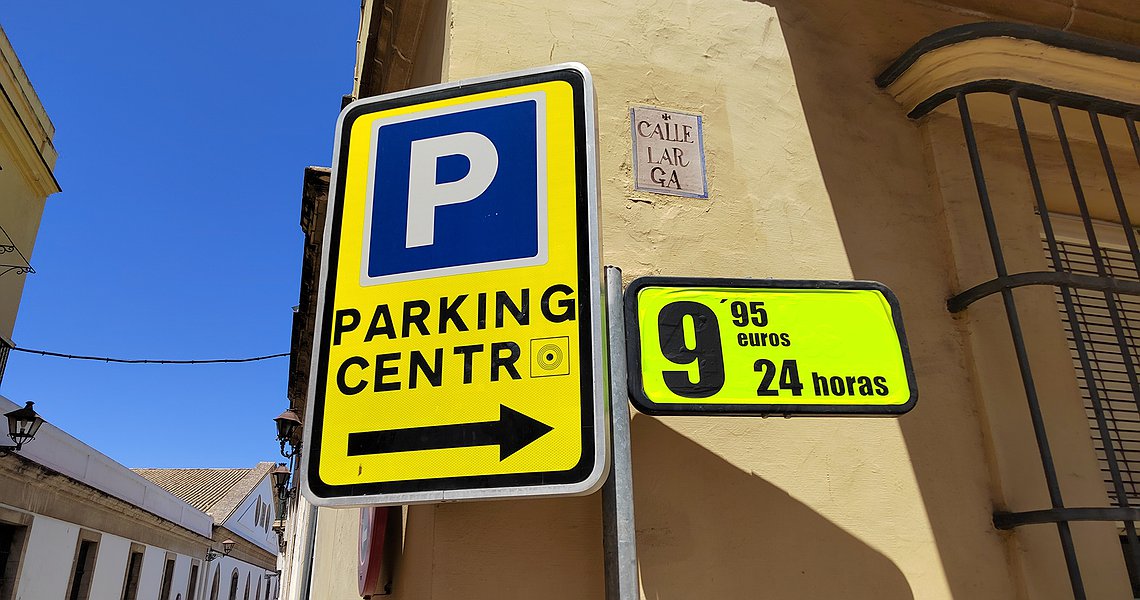 P
PARKING
CENTRO
CALLE
LAR
GA
9´95
euros
24 horas